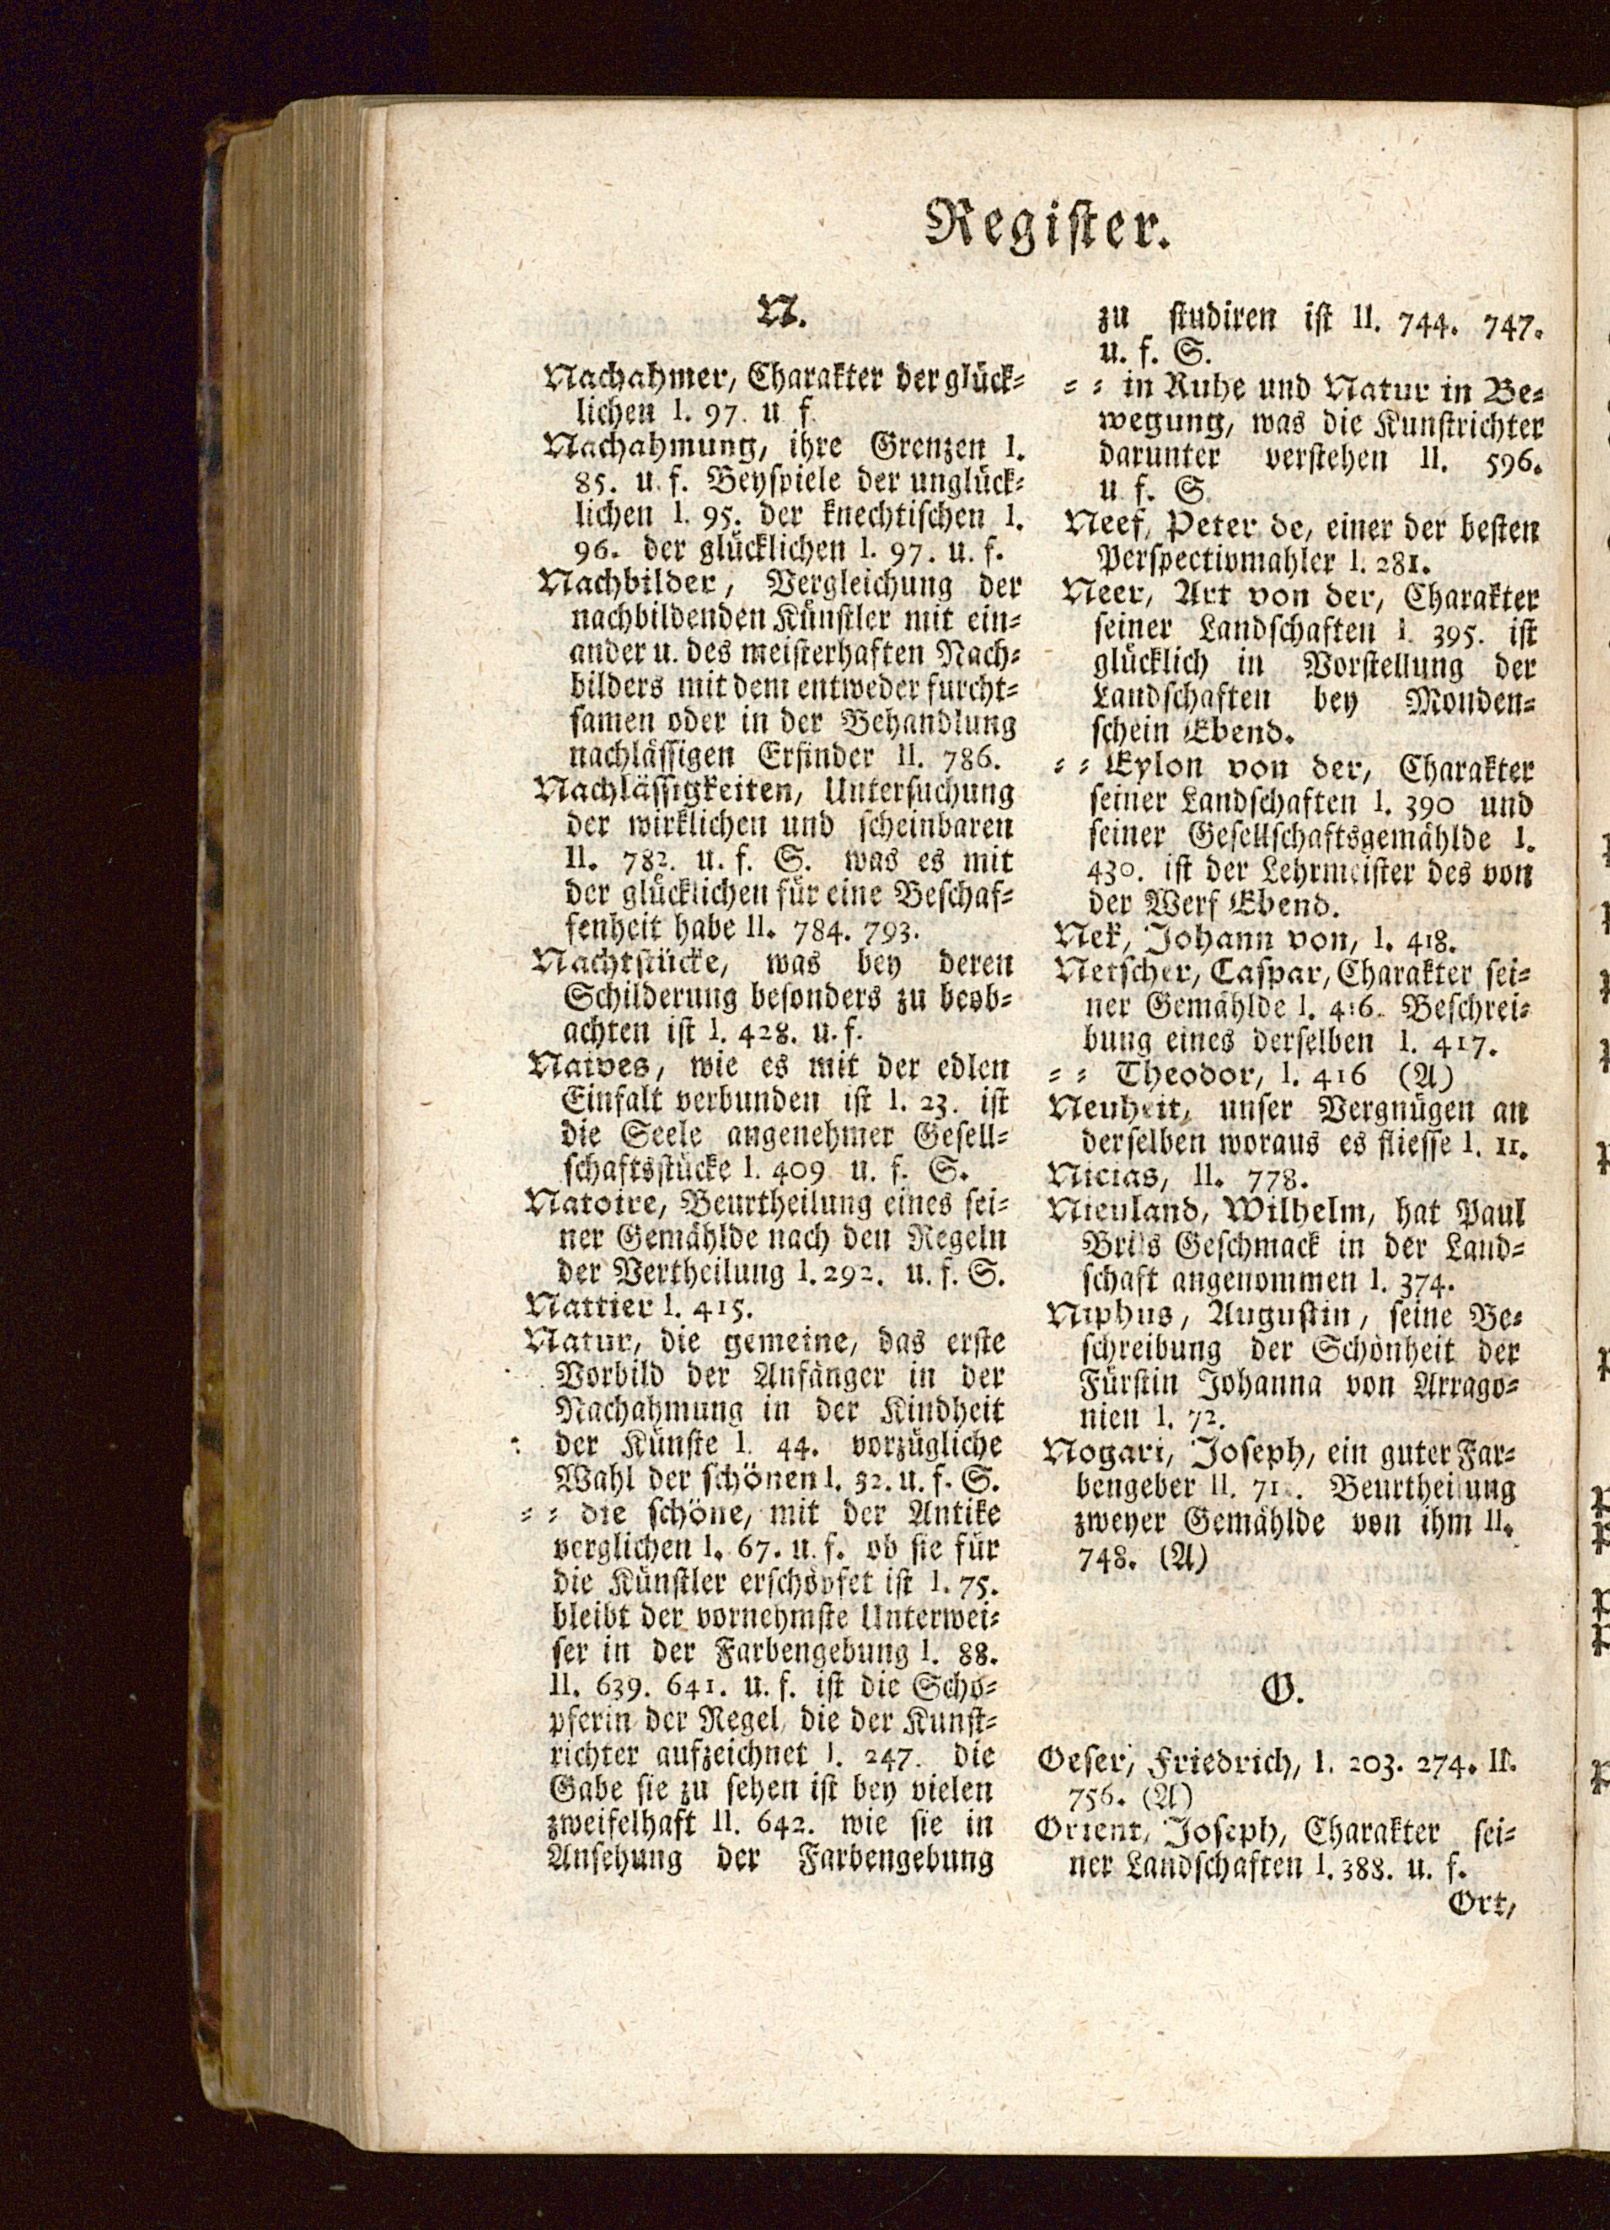 Register.
N.
Nachahmer, Charakter der glück-
lichen I. 97. u f.
Nachahmung, ihre Grenzen I.
85. u. f. Beyspiele der unglück-
lichen I. 95. der knechtischen I.
96. der glücklichen I. 97. u. f.
Nachbilder, Vergleichung der
nachbildenden Künstler mit ein-
ander u. des meisterhaften Nach-
bilders mit dem entweder furcht-
samen oder in der Behandlung
nachlässigen Erfinder II. 786.
Nachlässigkeiten, Untersuchung
der wirklichen und scheinbaren
II. 782. u. f. S. was es mit
der glücklichen für eine Beschaf-
fenheit habe II. 784. 793.
Nachtstücke, was bey deren
Schilderung besonders zu beob-
achten ist I. 428. u. f.
Naives, wie es mit der edlen
Einfalt verbunden ist I. 23. ist
die Seele angenehmer Gesell-
schaftsstücke I. 409 u. f. S.
Natoire, Beurtheilung eines sei-
ner Gemählde nach den Regeln
der Vertheilung I. 292. u. f. S.
Nattier I. 415.
Natur, die gemeine, das erste
Vorbild der Anfänger in der
Nachahmung in der Kindheit
der Künste I. 44. vorzügliche
Wahl der schönen I. 52. u. f. S.
- - die schöne, mit der Antike
verglichen I. 67. u. f. ob sie für
die Künstler erschöpfet ist I. 75.
bleibt der vornehmste Unterwei-
ser in der Farbengebung I. 88.
II. 639. 641. u. f. ist die Schö-
pferin der Regel, die der Kunst-
richter aufzeichnet I. 247. die
Gabe sie zu sehen ist bey vielen
zweifelhaft II. 642. wie sie in
Ansehung der Farbengebung
zu studiren ist II. 744. 747.
u. f. S.
- - in Ruhe und Natur in Be-
wegung, was die Kunstrichter
darunter verstehen II. 596.
u f. S
Neef, Peter de, einer der besten
Perspectivmahler I. 281.
Neer, Art von der, Charakter
seiner Landschaften I. 395. ist
glücklich in Vorstellung der
Landschaften bey Monden-
schein Ebend.
- - Eylon von der, Charakter
seiner Landschaften I. 390 und
seiner Gesellschaftsgemählde I.
430. ist der Lehrmeister des von
der Werf Ebend.
Nek, Johann von, I. 418.
Netscher, Caspar, Charakter sei-
ner Gemählde I. 416. Beschrei-
bung eines derselben I. 417.
- - Theodor, I. 416 (A)
Neuheit, unser Vergnügen an
derselben woraus es fliesse I. 11.
Nicias, II. 778.
Nieuland, Wilhelm, hat Paul
Brils Geschmack in der Land-
schaft angenommen I. 374.
Niphus, Augustin, seine Be-
schreibung der Schönheit der
Fürstin Johanna von Arrago-
nien I. 72.
Nogari, Joseph, ein guter Far-
bengeber II. Beurtheilung
zweyer Gemählde von ihm II.
748. (A)
O.
Oeser, Friedrich, I. 203. 274. II.
756. (A)
Orient, Joseph, Charakter sei-
ner Landschaften I. 388. u. f.
Ort,